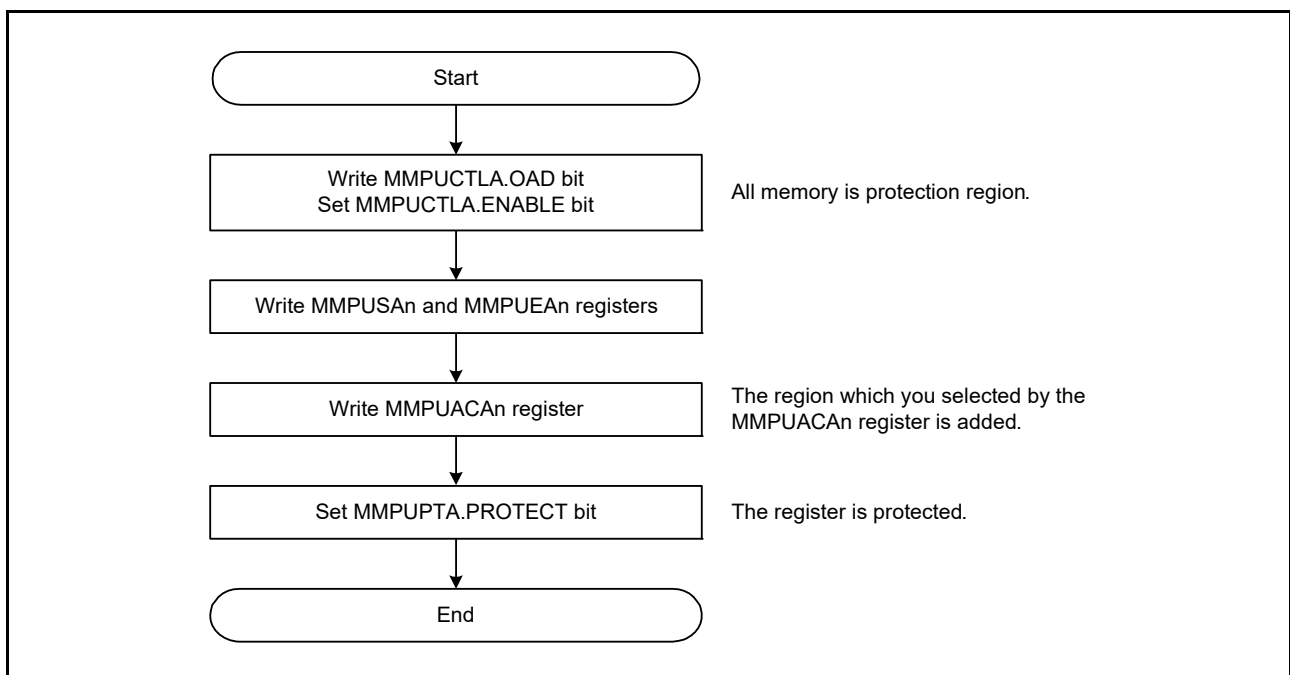 Start
Write MMPUCTLA.OAD bit
Set MMPUCTLA.ENABLE bit
All memory is protection region.
Write MMPUSAn and MMPUEAn registers
Write MMPUACAn register
The region which you selected by the
MMPUACAn register is added.
Set MMPUPTA.PROTECT bit
The register is protected.
End